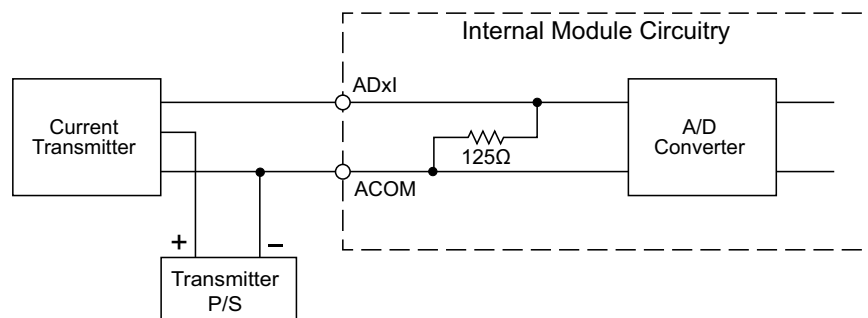 Internal Module Circuitry
ADxI
Current
Transmitter
125Ω
A/D
Converter
ACOM
+
–
Transmitter
P/S